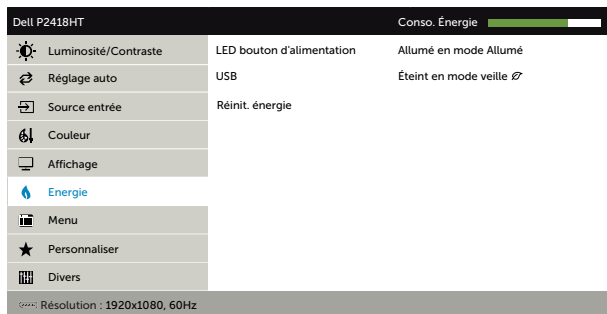 Dell P2418HT Conso. Énergie
Luminosité/Contraste LED bouton d'alimentation Allumé en mode Allumé
Réglage auto USB Éteint en mode veille
Source entrée Réinit. énergie
Couleur
Affichage
Energie
Menu
Personnaliser
Divers
Résolution : 1920x1080, 60Hz